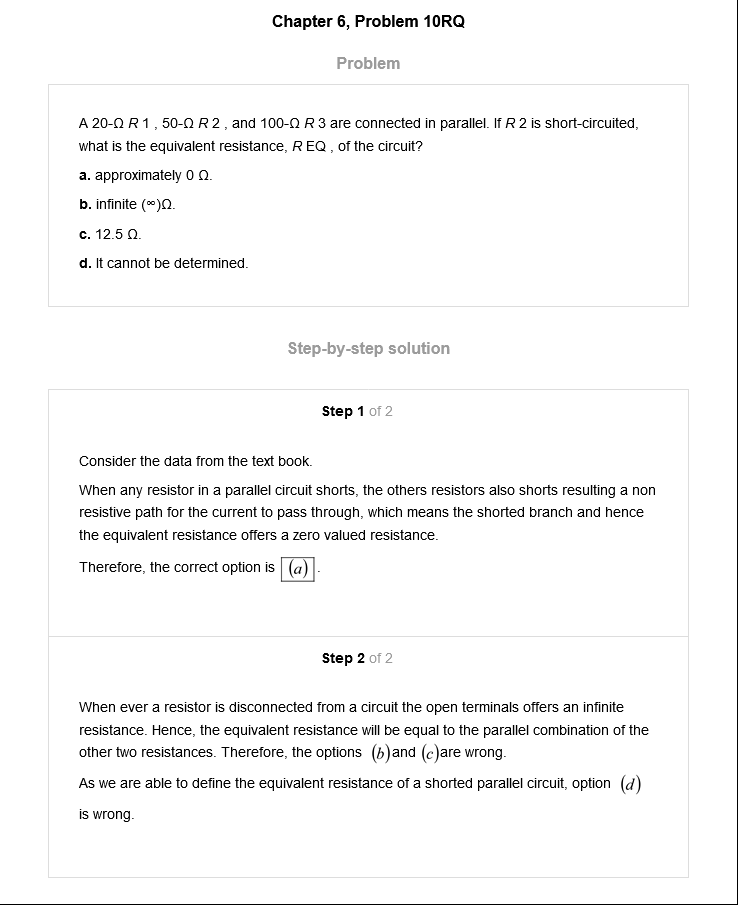 Chapter 6, Problem 10RQ
Problem
A 20-Ω R 1 , 50-Ω R 2 , and 100-Ω R 3 are connected in parallel. If R 2 is short-circuited,
what is the equivalent resistance, R EQ , of the circuit?
a. approximately 0 Ω.
b. infinite (∞)Ω.
c. 12.5 Ω.
d. It cannot be determined.
Step-by-step solution
Step 1 of 2
Consider the data from the text book.
When any resistor in a parallel circuit shorts, the others resistors also shorts resulting a non
resistive path for the current to pass through, which means the shorted branch and hence
the equivalent resistance offers a zero valued resistance.
Therefore, the correct option is (a).
Step 2 of 2
When ever a resistor is disconnected from a circuit the open terminals offers an infinite
resistance. Hence, the equivalent resistance will be equal to the parallel combination of the
other two resistances. Therefore, the options (b)and (c)are wrong.
As we are able to define the equivalent resistance of a shorted parallel circuit, option (d)
is wrong.